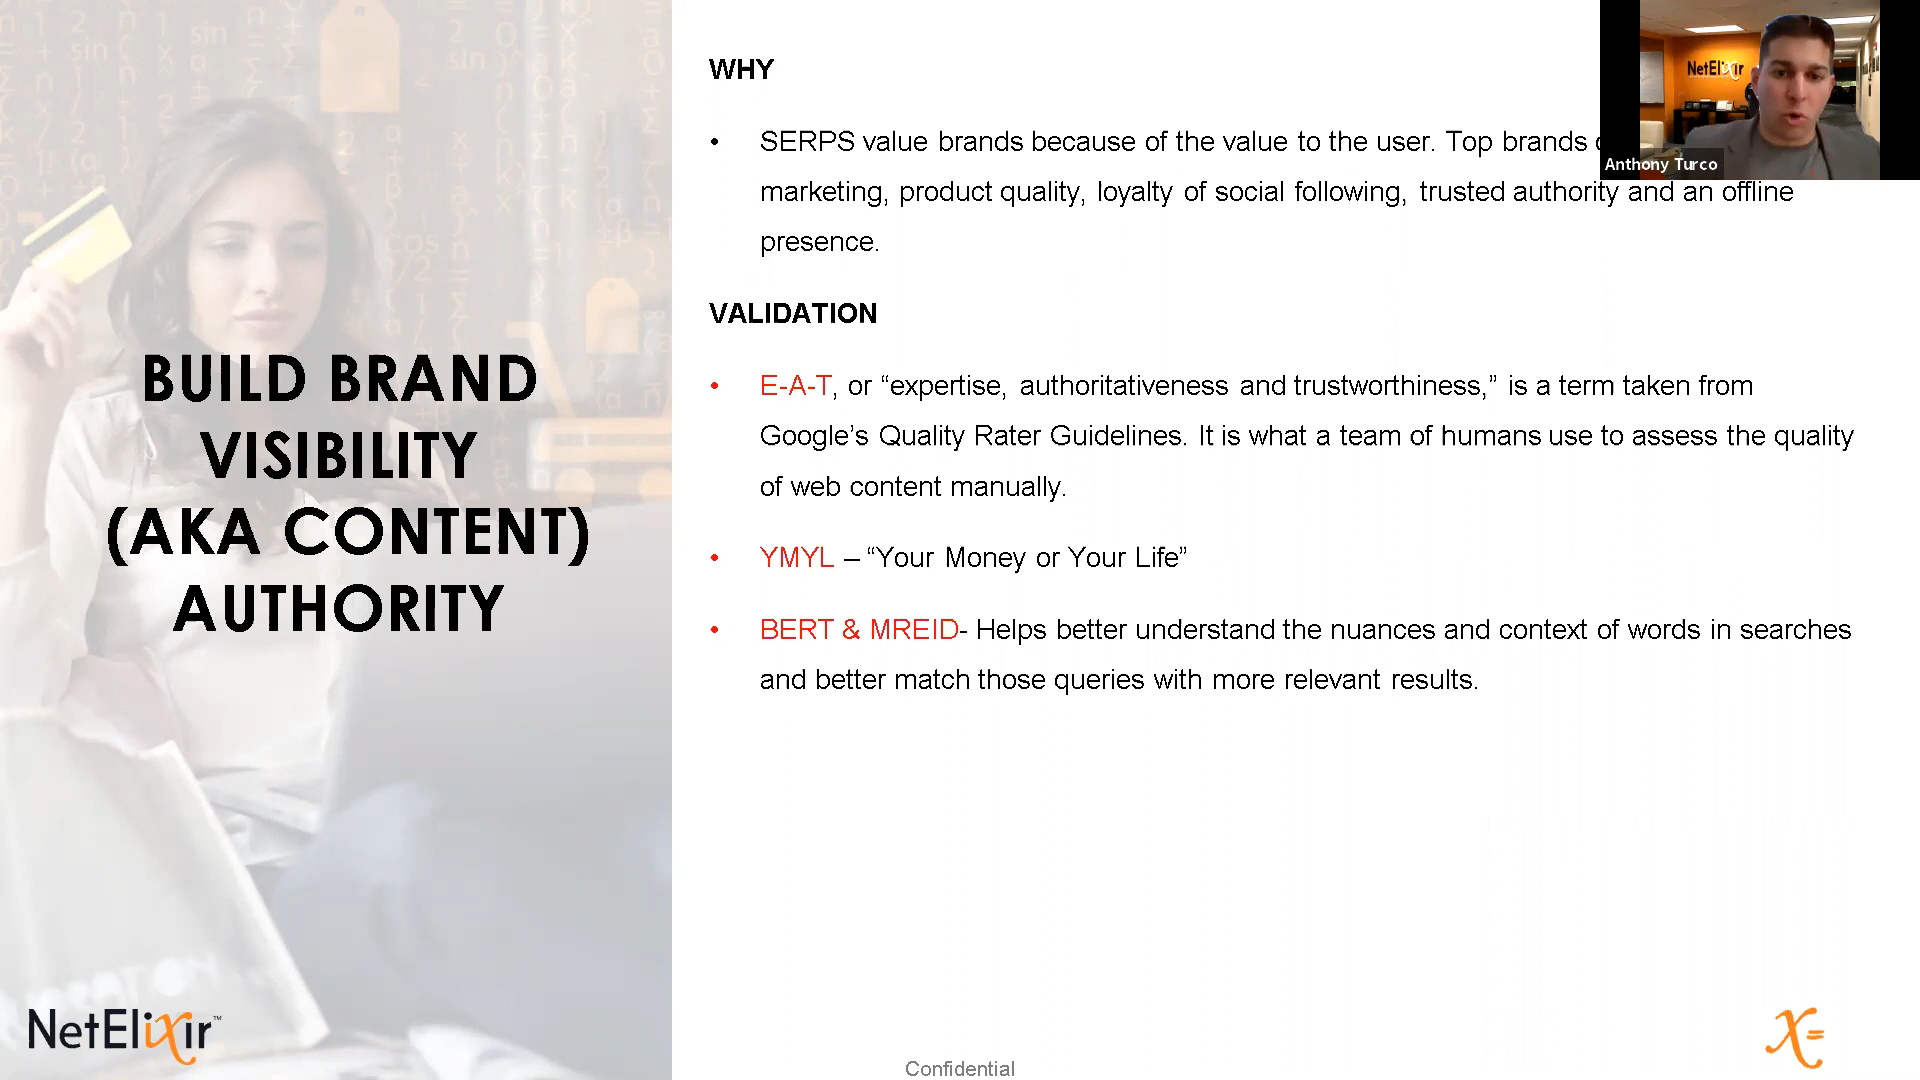 BUILD BRAND
VISIBILITY
(AKA CONTENT)
AUTHORITY
NetElixir™
WHY
• SERPS value brands because of the value to the user. Top brands
marketing, product quality, loyalty of social following, trusted authority and an offline
presence.
VALIDATION
• E-A-T, or “expertise, authoritativeness and trustworthiness,” is a term taken from
Google’s Quality Rater Guidelines. It is what a team of humans use to assess the quality
of web content manually.
• YMYL – “Your Money or Your Life”
• BERT & MREID- Helps better understand the nuances and context of words in searches
and better match those queries with more relevant results.
NetElixir
Anthony Turco
Confidential
X=